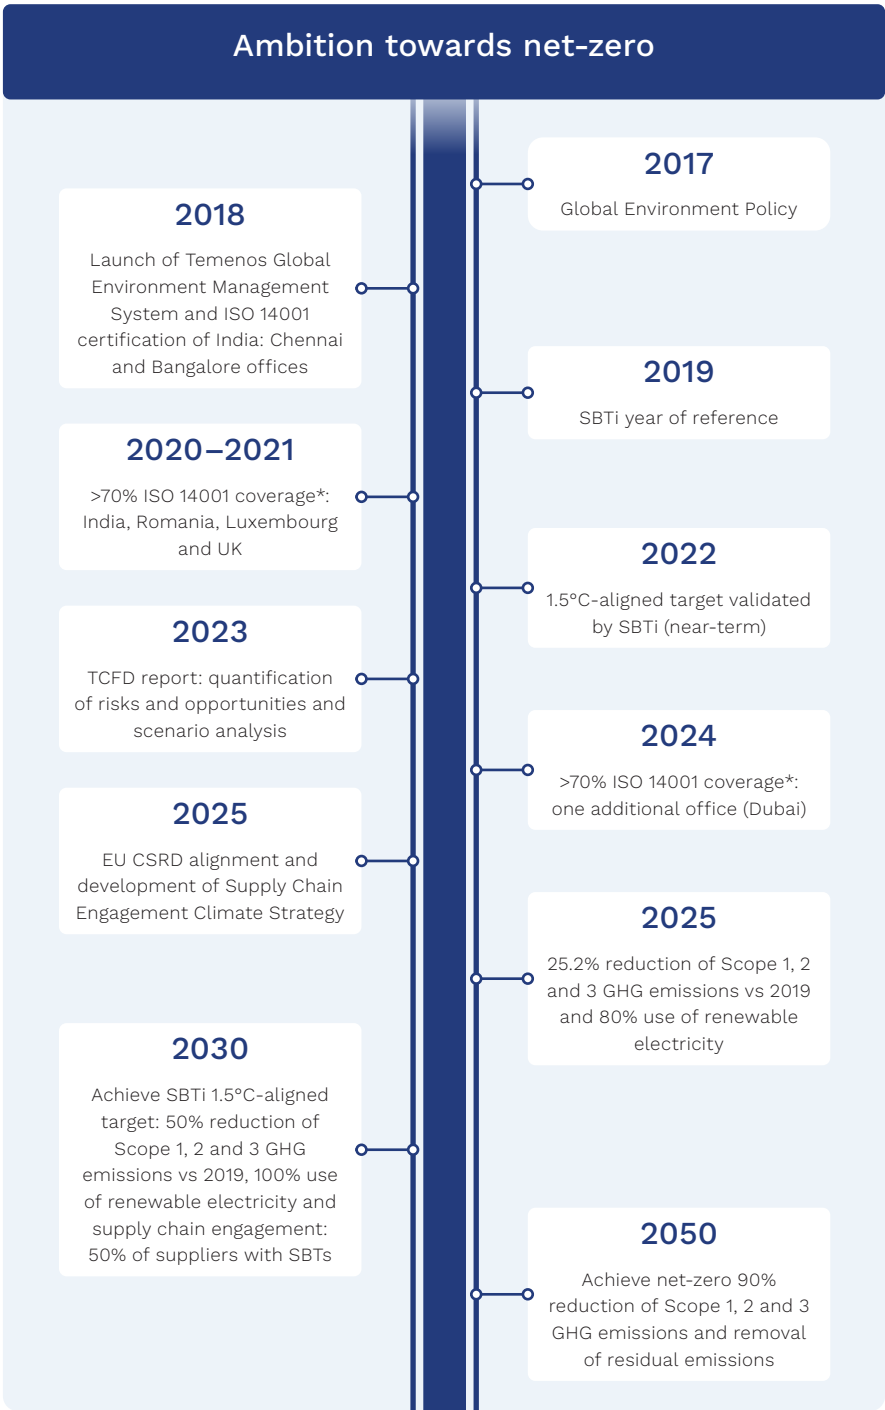 Ambition towards net-zero
2017
Global Environment Policy
2018
Launch of Temenos Global
Environment Management
System and ISO 14001
certification of India: Chennai
and Bangalore offices
2019
SBTi year of reference
2020–2021
>70% ISO 14001 coverage*:
India, Romania, Luxembourg
and UK
2022
1.5°C-aligned target validated
by SBTi (near-term)
2023
TCFD report: quantification
of risks and opportunities and
scenario analysis
2024
>70% ISO 14001 coverage*:
one additional office (Dubai)
2025
EU CSRD alignment and
development of Supply Chain
Engagement Climate Strategy
2025
25.2% reduction of Scope 1, 2
and 3 GHG emissions vs 2019
and 80% use of renewable
electricity
2030
Achieve SBTi 1.5°C-aligned
target: 50% reduction of
Scope 1, 2 and 3 GHG
emissions vs 2019, 100% use
of renewable electricity and
supply chain engagement:
50% of suppliers with SBTs
2050
Achieve net-zero 90%
reduction of Scope 1, 2 and 3
GHG emissions and removal
of residual emissions